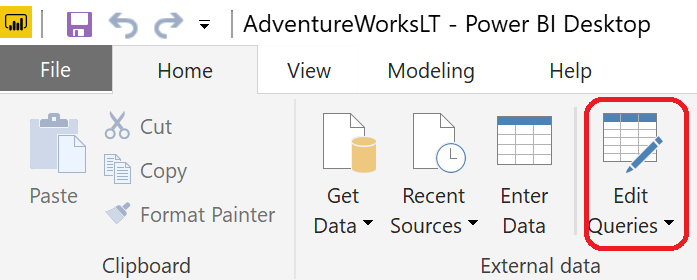 AdventureWorksLT - Power BI Desktop
File
Home
View
Modeling
Help
Paste
Cut
Copy
Format Painter
Clipboard
Get
Data
Recent
Sources
Enter
Data
Edit
Queries
External data